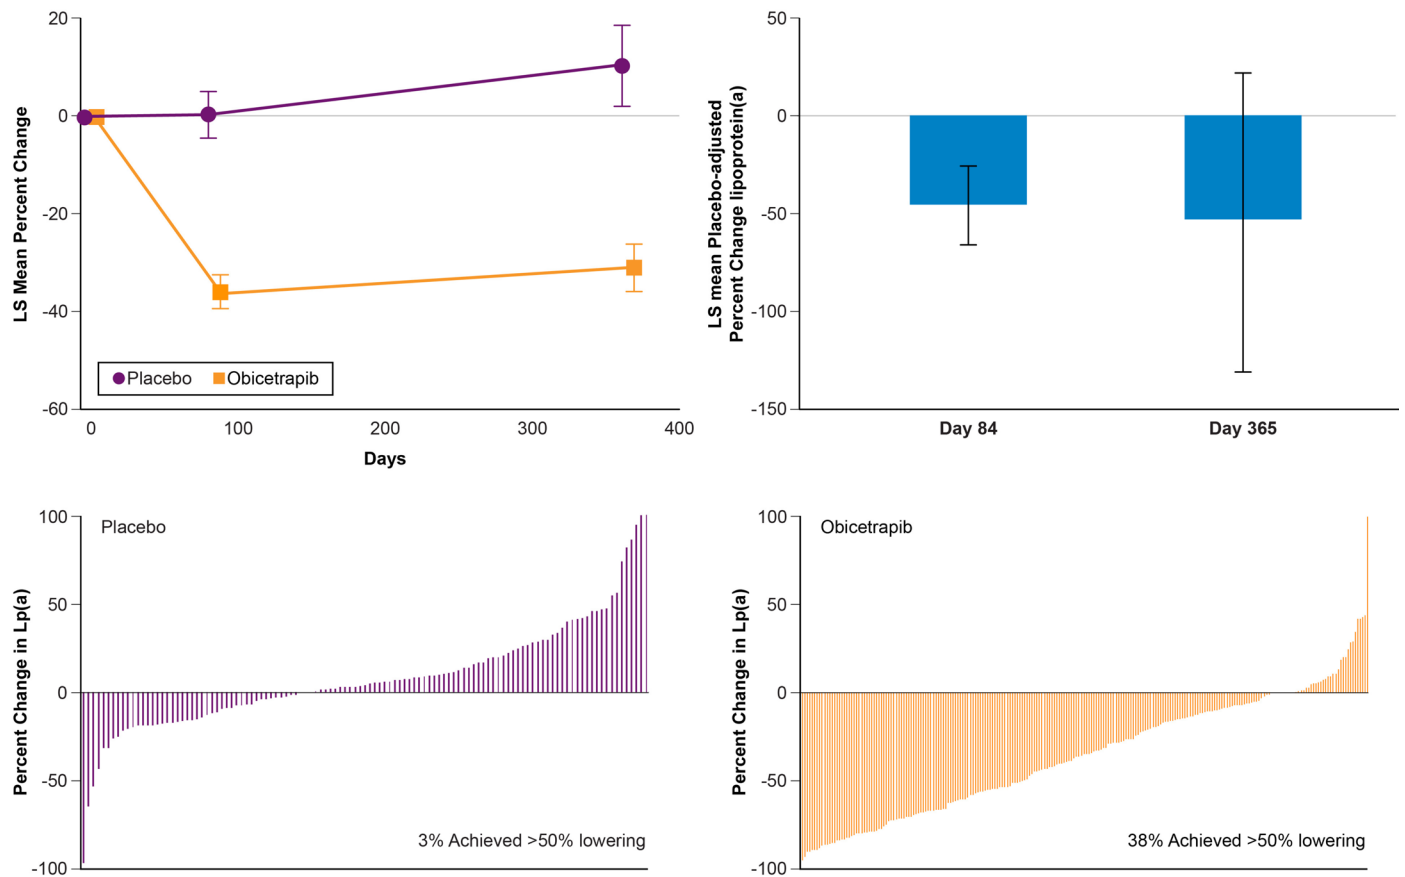 20
0
-20
-40
-60
LS Mean Percent Change
Placebo
Obicetrapib
0
100
200
300
400
Days
50
0
-50
-100
-150
LS mean Placebo-adjusted
Percent Change lipoprotein(a)
Day 84
Day 365
100
50
0
-50
-100
Percent Change in Lp(a)
Placebo
3% Achieved >50% lowering
100
50
0
-50
-100
Percent Change in Lp(a)
Obicetrapib
38% Achieved >50% lowering